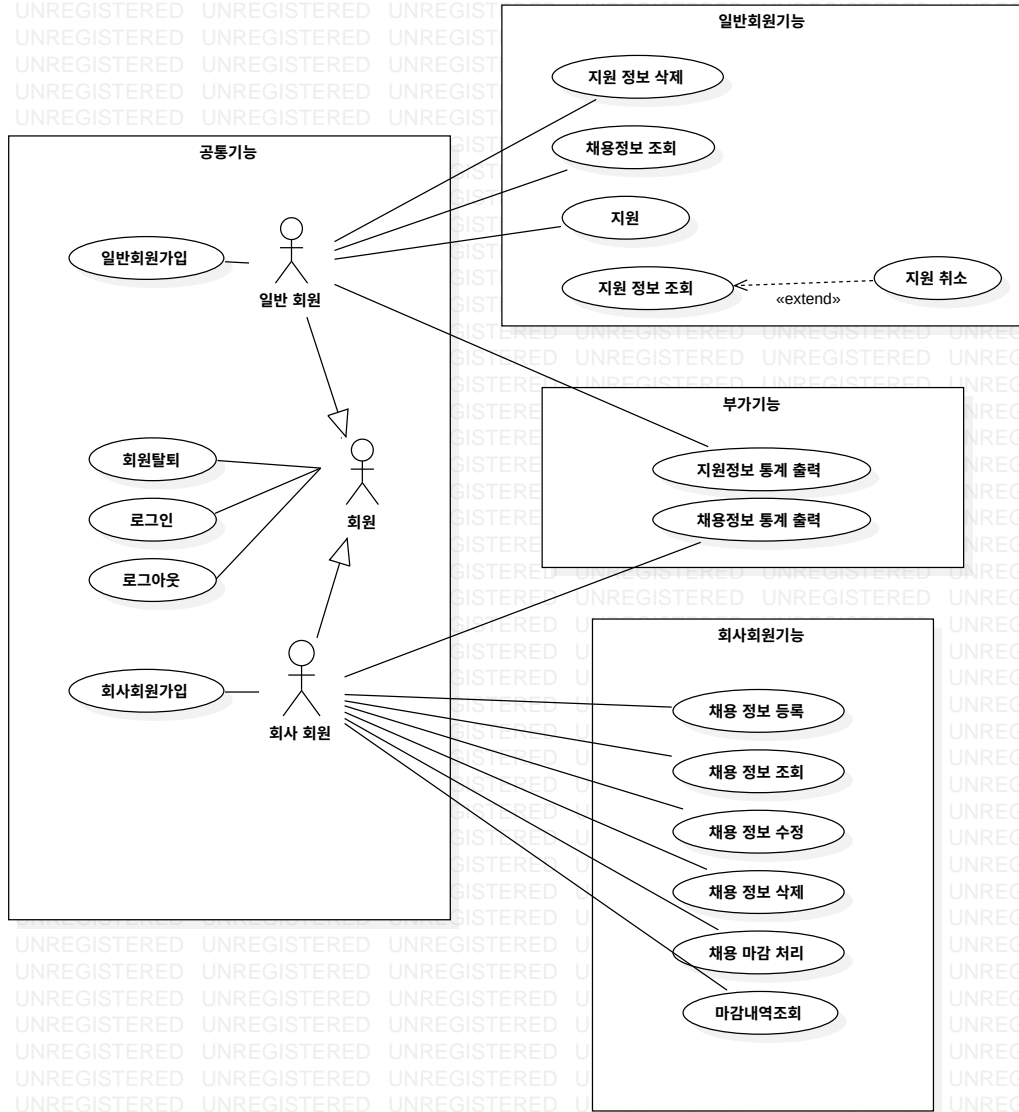 일반회원기능
지원 정보 삭제
채용정보 조회
지원
지원 정보 조회
지원 취소
«extend»
공통기능
일반회원가입
일반 회원
회원탈퇴
로그인
로그아웃
회원
회사회원가입
회사 회원
부가기능
지원정보 통계 출력
채용정보 통계 출력
회사회원기능
채용 정보 등록
채용 정보 조회
채용 정보 수정
채용 정보 삭제
채용 마감 처리
마감내역조회
UNREGISTERED